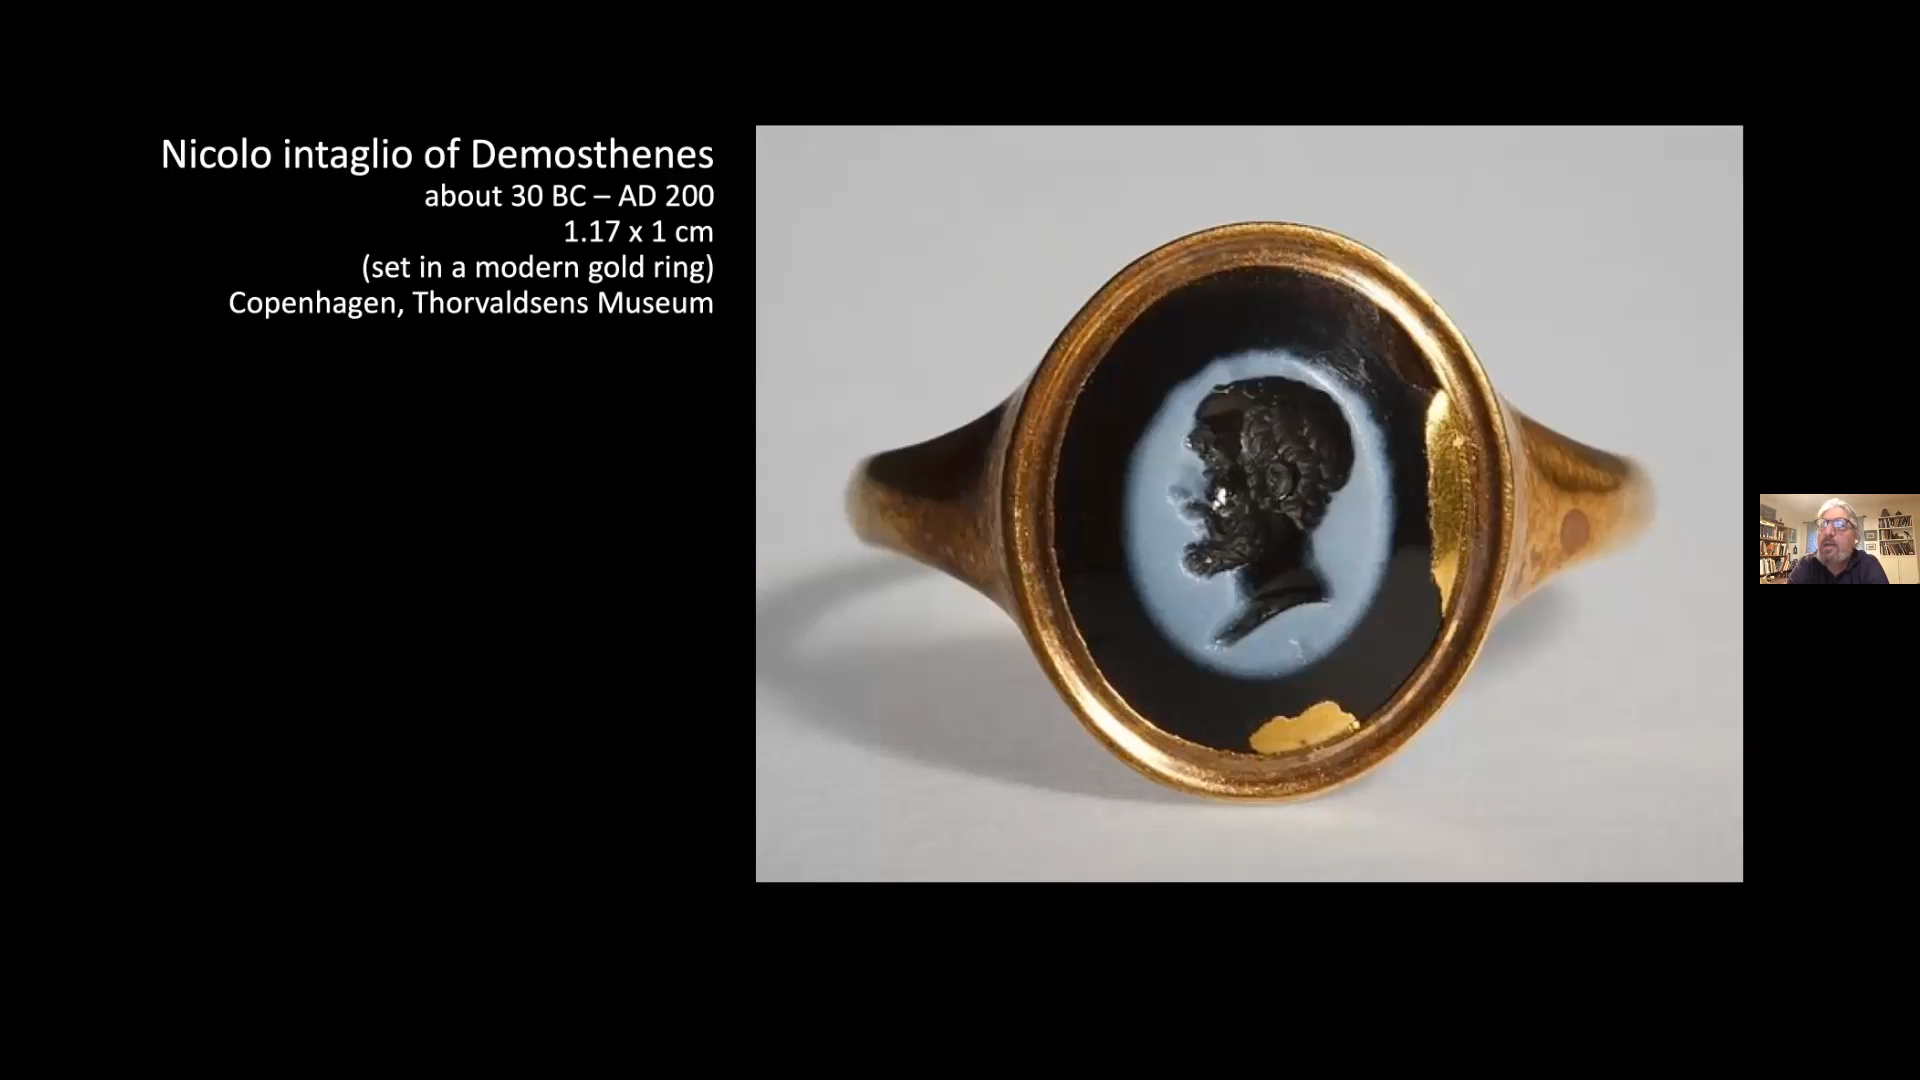 Nicolo intaglio of Demosthenes
about 30 BC – AD 200
1.17 x 1 cm
(set in a modern gold ring)
Copenhagen, Thorvaldsens Museum